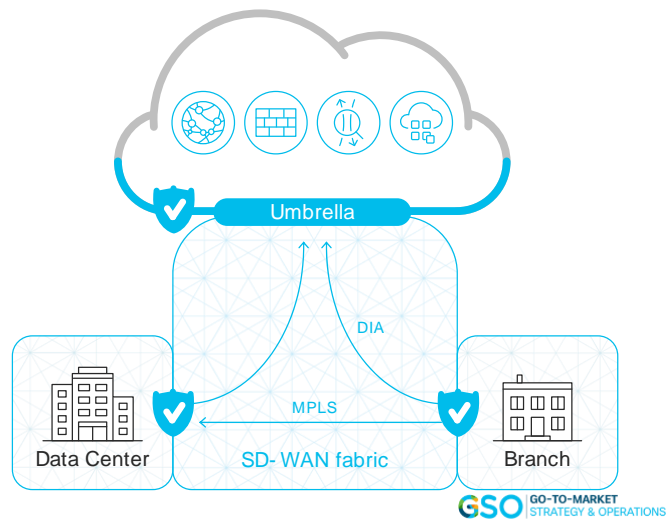 Umbrella
DIA
MPLS
Data Center
SD- WAN fabric
Branch
GSO GO-TO-MARKET
STRATEGY & OPERATIONS